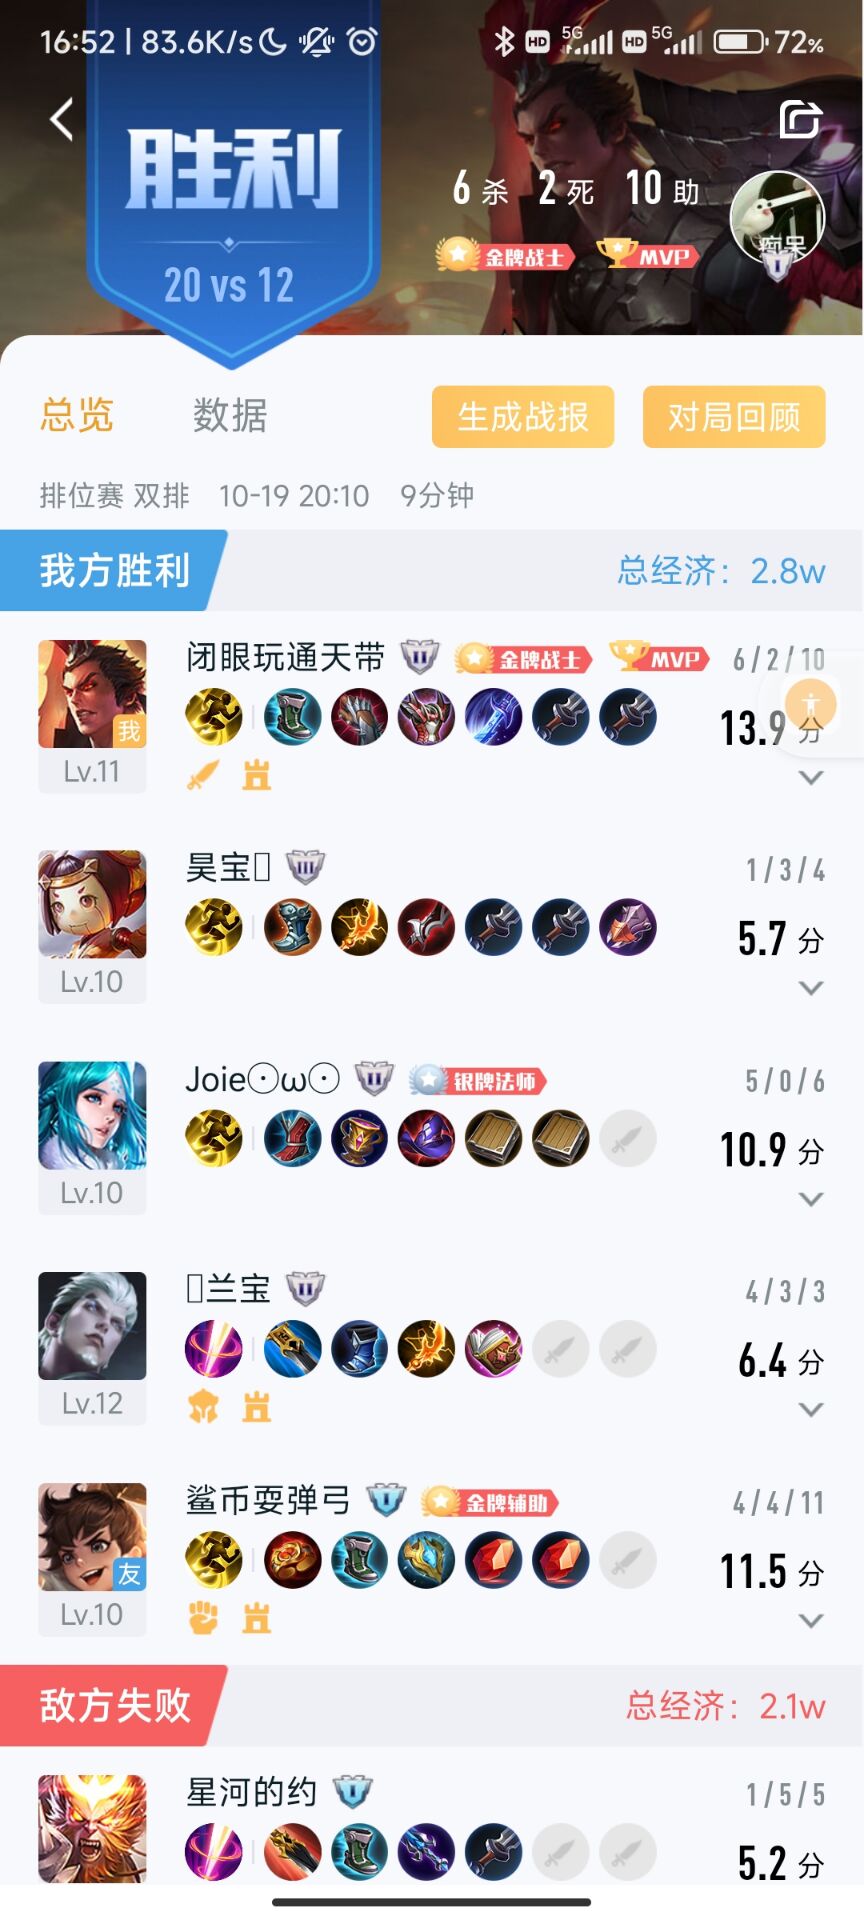 16:52 | 83.6K/s HD 5G HD 5G 72%
胜利
20 vs 12
6 杀 2 死 10 助
金牌战士 MVP
痴呆
I
总览 数据 生成战报 对局回顾
排位赛 双排 10-19 20:10 9分钟
我方胜利 总经济：2.8w
闭眼玩通天带 II 金牌战士 MVP 6/2/10
我
13.9 分
Lv.11
昊宝 III 1/3/4
5.7 分
Lv.10
Joie⊙ω⊙ II 银牌法师 5/0/6
10.9 分
Lv.10
兰宝 II 4/3/3
6.4 分
Lv.12
鲨币耍弹弓 I 金牌辅助 4/4/11
友
11.5 分
Lv.10
敌方失败 总经济：2.1w
星河的约 I 1/5/5
5.2 分